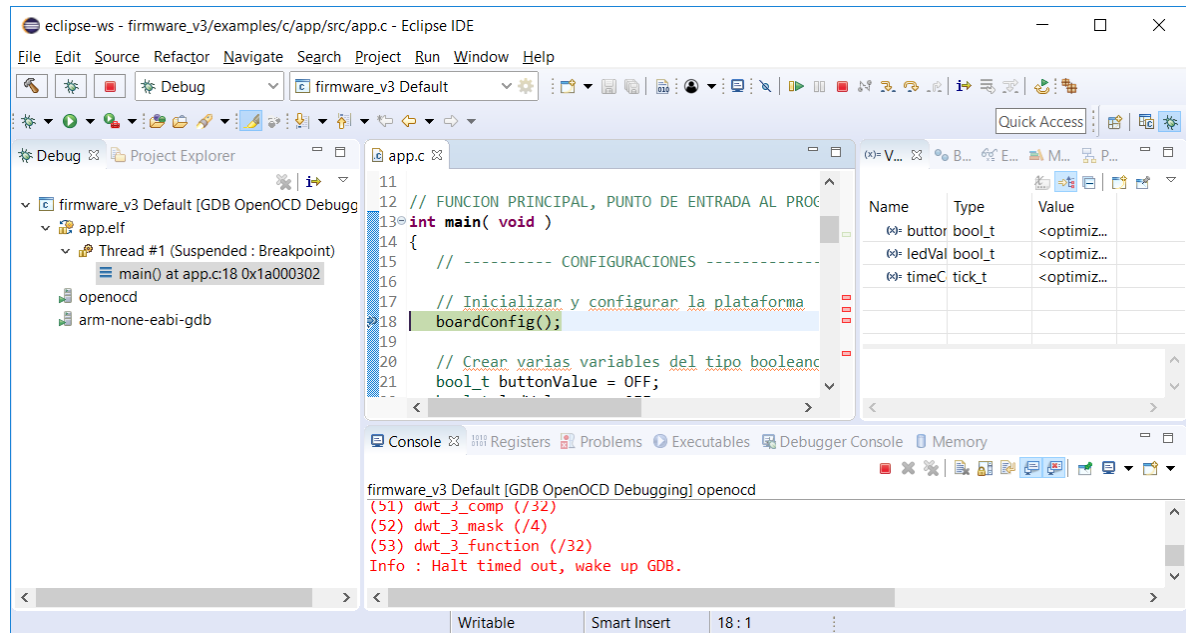 eclipse-ws - firmware_v3/examples/c/app/src/app.c - Eclipse IDE
File Edit Source Refactor Navigate Search Project Run Window Help
Debug
firmware_v3 Default
Quick Access
Debug Project Explorer
firmware_v3 Default [GDB OpenOCD Debugg
app.elf
Thread #1 (Suspended : Breakpoint)
main() at app.c:18 0x1a000302
openocd
arm-none-eabi-gdb
app.c
11
12 // FUNCION PRINCIPAL, PUNTO DE ENTRADA AL PROG
13 int main( void )
14 {
15 // ---------- CONFIGURACIONES -------------
16
17 // Inicializar y configurar la plataforma
18 boardConfig();
19
20 // Crear varias variables del tipo booleano
21 bool_t buttonValue = OFF;
(x)= V... B... E... M... P...
Name Type Value
(x)= button bool_t <optimiz...
(x)= ledVal bool_t <optimiz...
(x)= timeC tick_t <optimiz...
Console Registers Problems Executables Debugger Console Memory
firmware_v3 Default [GDB OpenOCD Debugging] openocd
(51) dwt_3_comp (/32)
(52) dwt_3_mask (/4)
(53) dwt_3_function (/32)
Info : Halt timed out, wake up GDB.
Writable Smart Insert 18 : 1